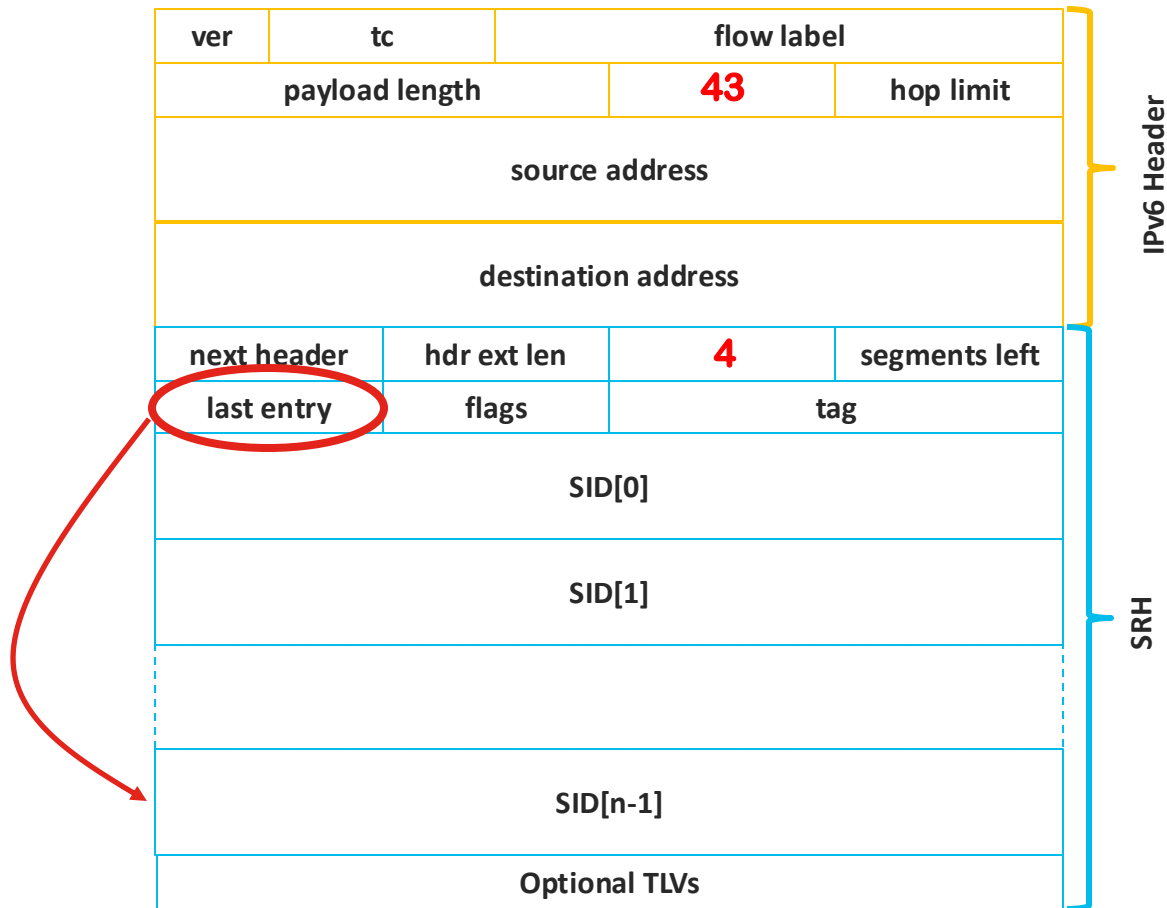 ver tc flow label
payload length 43 hop limit
source address
destination address
IPv6 Header
next header hdr ext len 4 segments left
last entry flags tag
SID[0]
SID[1]
SID[n-1]
Optional TLVs
SRH